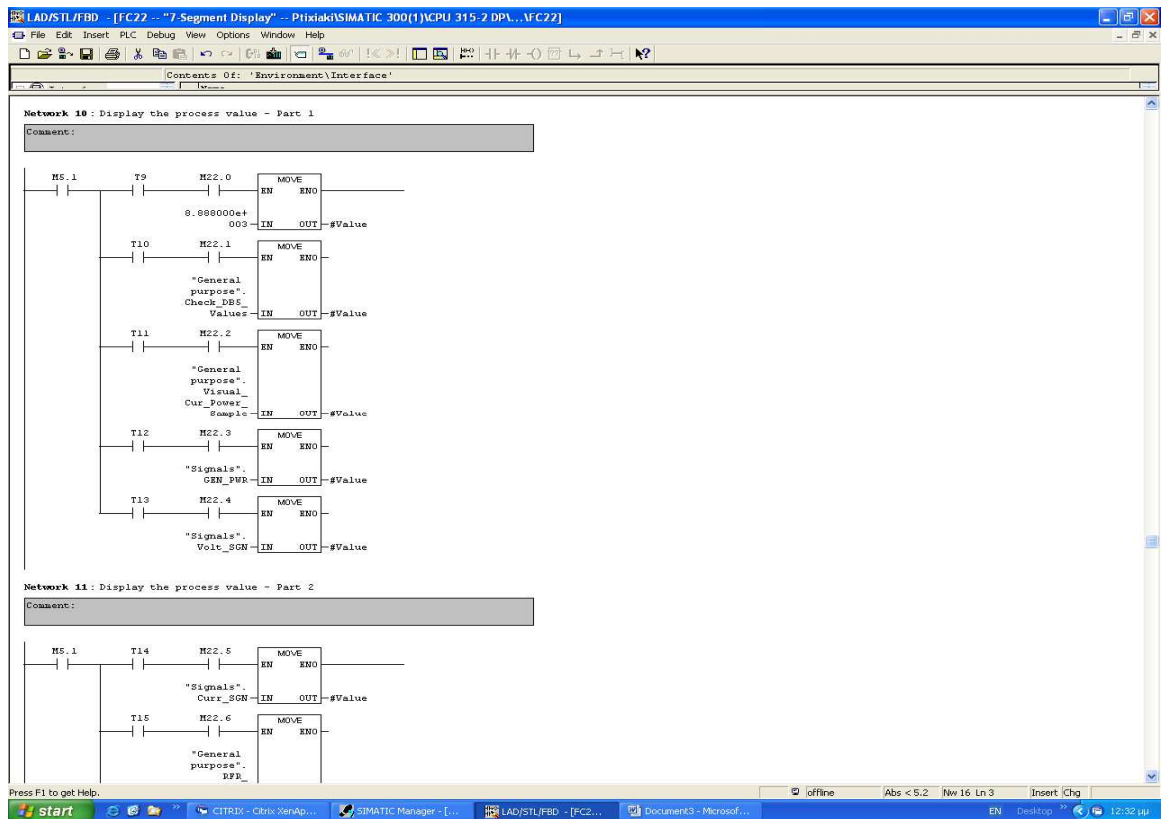 LAD/STL/FBD - [FC22 -- "7-Segment Display" -- Ptixiaki\SIMATIC 300(1)\CPU 315-2 DP\...\FC22]
File Edit Insert PLC Debug View Options Window Help
Contents Of: 'Environment\Interface'
Network 10 : Display the process value - Part 1
Comment:
M5.1 T9 M22.0 MOVE
EN ENO
8.888000e+
003 IN OUT #Value
T10 M22.1 MOVE
EN ENO
"General
purpose".
Check_DB5_
Values IN OUT #Value
T11 M22.2 MOVE
EN ENO
"General
purpose".
Visual_
Cur_Power_
Sample IN OUT #Value
T12 M22.3 MOVE
EN ENO
"Signals".
GEN_PWR IN OUT #Value
T13 M22.4 MOVE
EN ENO
"Signals".
Volt_SGN IN OUT #Value
Network 11 : Display the process value - Part 2
Comment:
M5.1 T14 M22.5 MOVE
EN ENO
"Signals".
Curr_SGN IN OUT #Value
T15 M22.6 MOVE
EN ENO
"General
purpose".
RFR_
Press F1 to get Help. offline Abs < 5.2 Nw 16 Ln 3 Insert Chg
start CITRIX - Citrix XenAp... SIMATIC Manager - [... LAD/STL/FBD - [FC2... Document3 - Microsof... EN Desktop 12:32 μμ